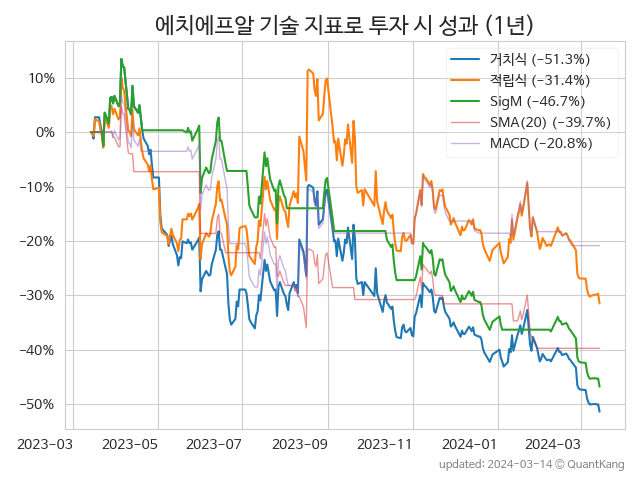 에치에프알 기술 지표로 투자 시 성과 (1년)
거치식 (−51.3%)
적립식 (−31.4%)
SigM (−46.7%)
SMA(20) (−39.7%)
MACD (−20.8%)
10%
0%
−10%
−20%
−30%
−40%
−50%
2023-03 2023-05 2023-07 2023-09 2023-11 2024-01 2024-03
updated: 2024-03-14 © QuantKang